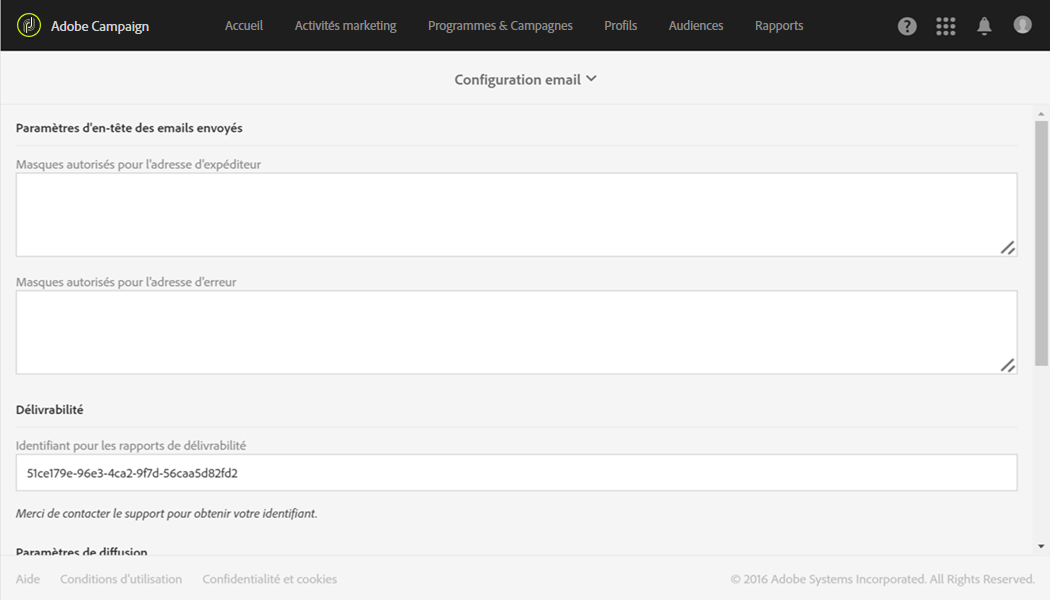 Adobe Campaign Accueil Activités marketing Programmes & Campagnes Profils Audiences Rapports ?
Configuration email
Paramètres d'en-tête des emails envoyés
Masques autorisés pour l'adresse d'expéditeur
Masques autorisés pour l'adresse d'erreur
Délivrabilité
Identifiant pour les rapports de délivrabilité
51ce179e-96e3-4ca2-9f7d-56caa5d82fd2
Merci de contacter le support pour obtenir votre identifiant.
Paramètres de diffusion
Aide Conditions d'utilisation Confidentialité et cookies © 2016 Adobe Systems Incorporated. All Rights Reserved.